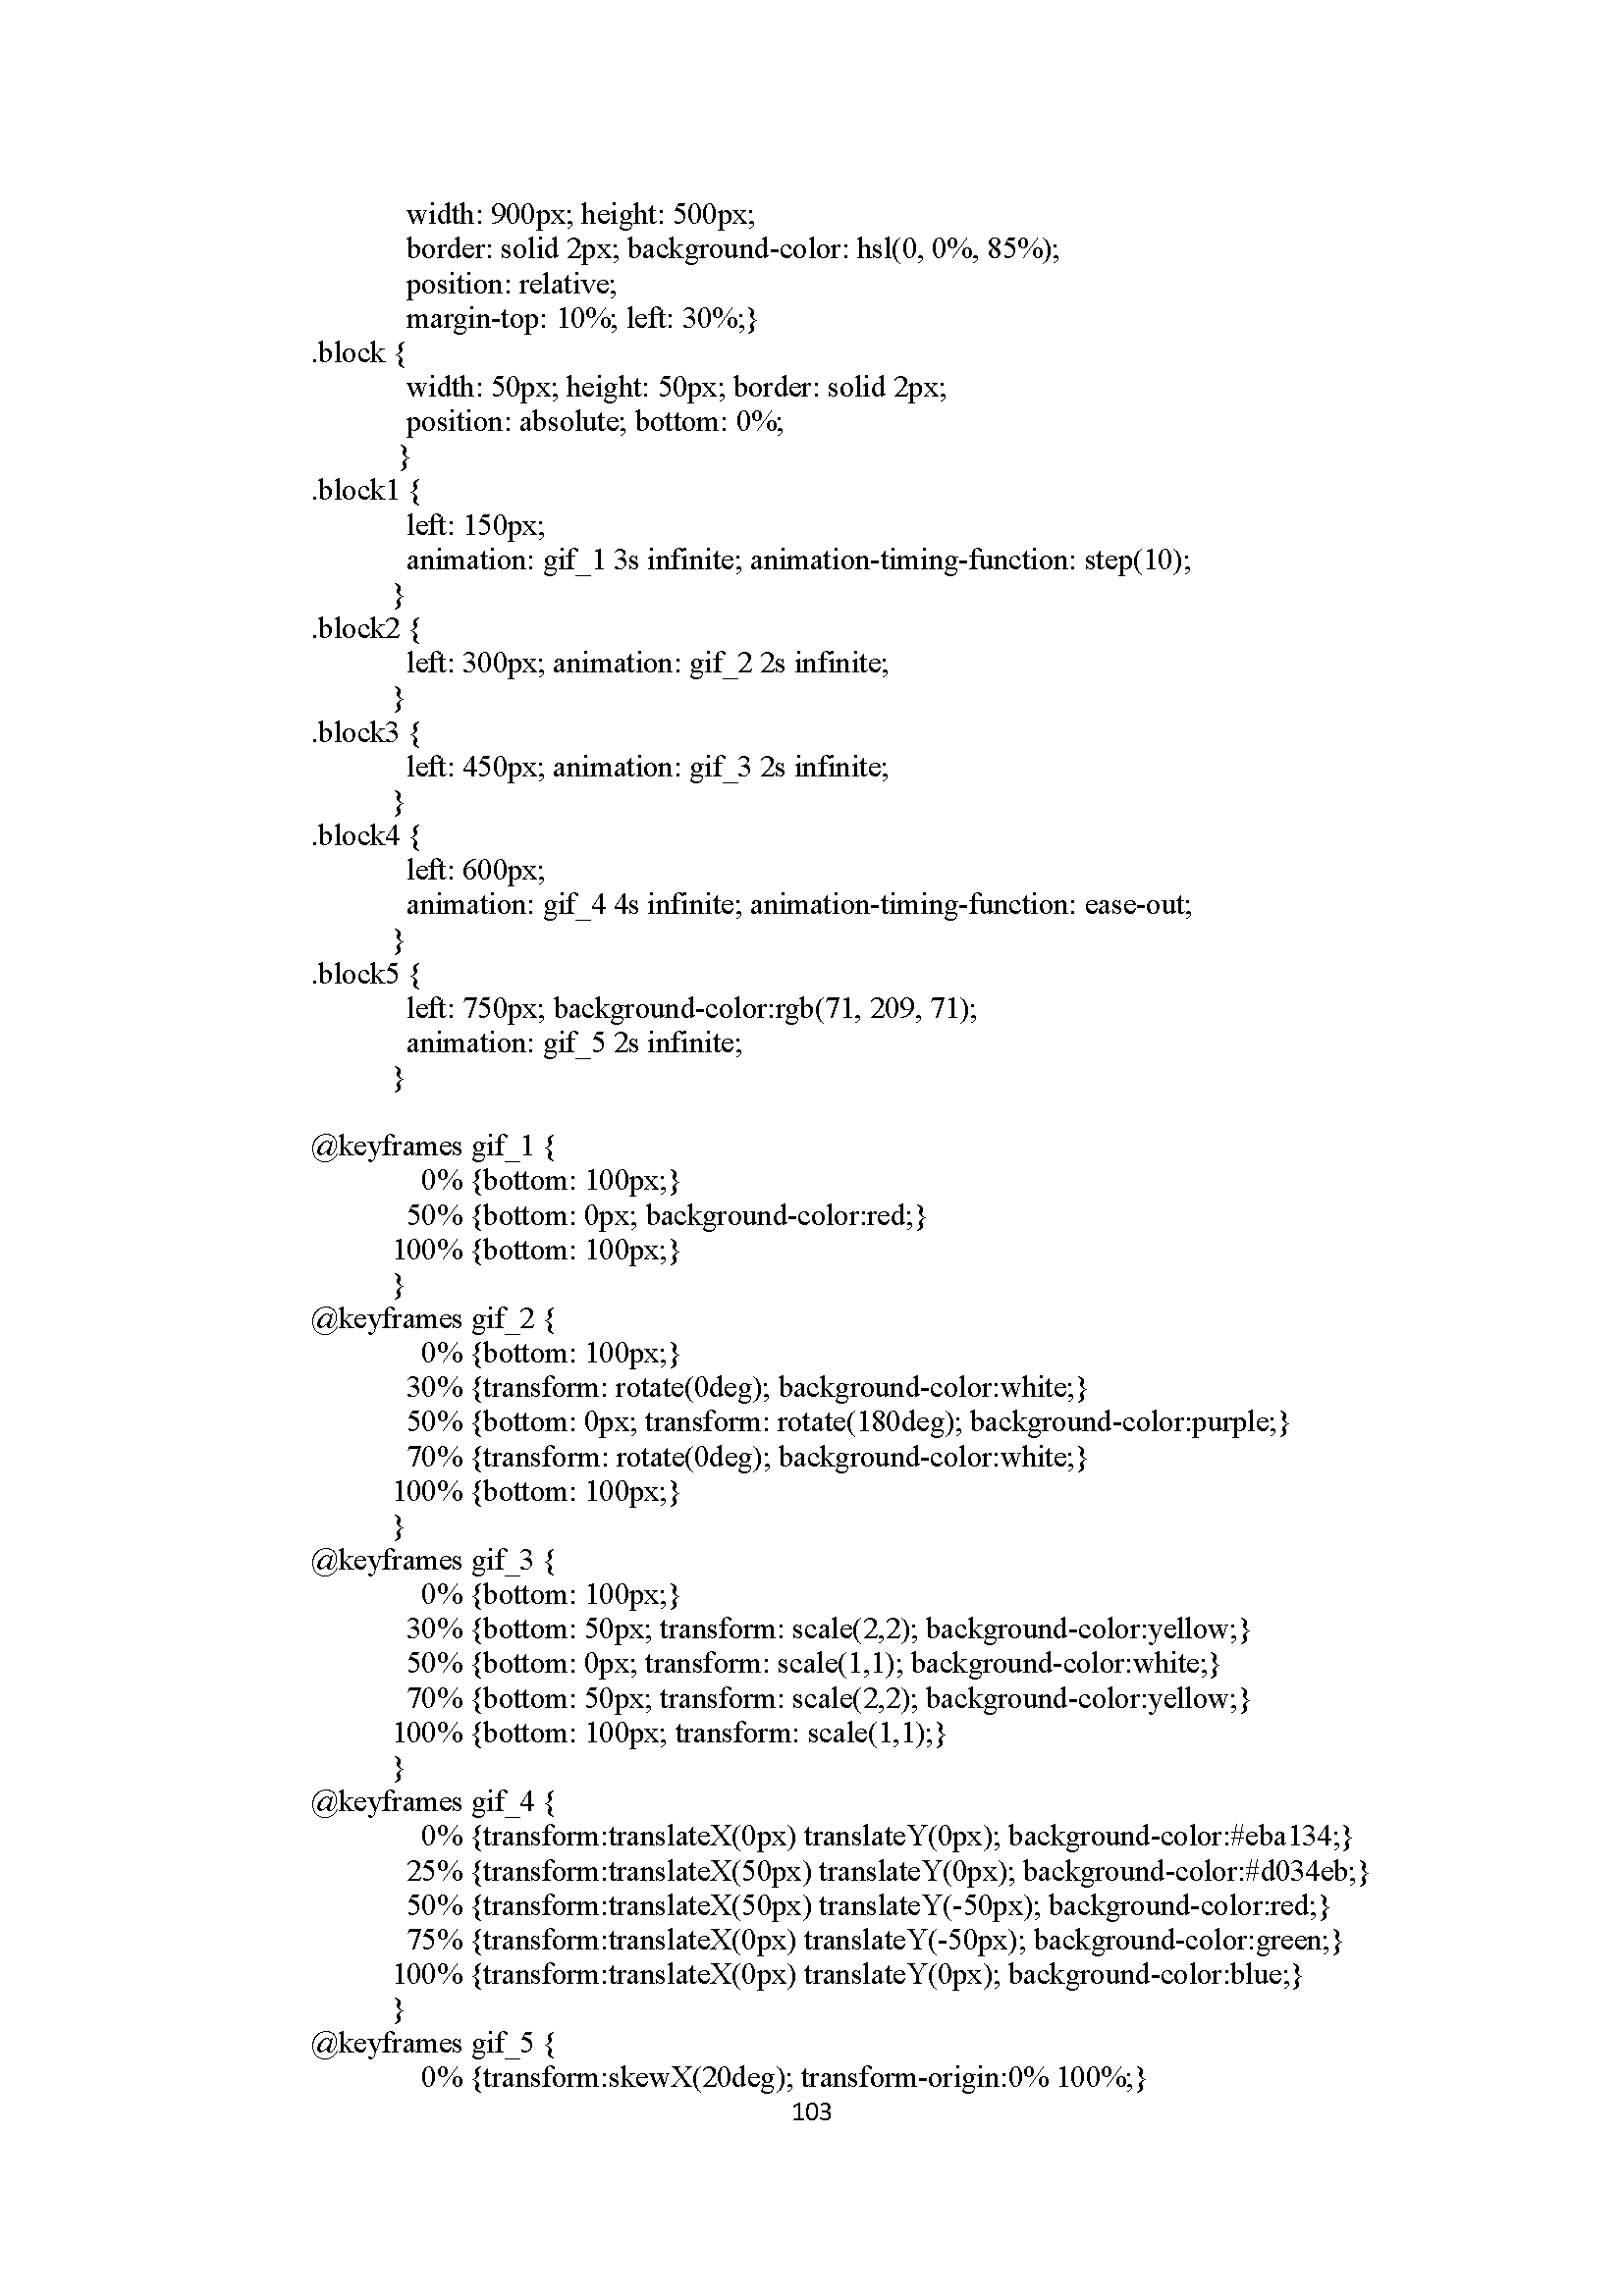 width: 900px; height: 500px;
border: solid 2px; background-color: hsl(0, 0%, 85%);
position: relative;
margin-top: 10%; left: 30%;}
.block {
width: 50px; height: 50px; border: solid 2px;
position: absolute; bottom: 0%;
}
.block1 {
left: 150px;
animation: gif_1 3s infinite; animation-timing-function: step(10);
}
.block2 {
left: 300px; animation: gif_2 2s infinite;
}
.block3 {
left: 450px; animation: gif_3 2s infinite;
}
.block4 {
left: 600px;
animation: gif_4 4s infinite; animation-timing-function: ease-out;
}
.block5 {
left: 750px; background-color:rgb(71, 209, 71);
animation: gif_5 2s infinite;
}
@keyframes gif_1 {
0% {bottom: 100px;}
50% {bottom: 0px; background-color:red;}
100% {bottom: 100px;}
}
@keyframes gif_2 {
0% {bottom: 100px;}
30% {transform: rotate(0deg); background-color:white;}
50% {bottom: 0px; transform: rotate(180deg); background-color:purple;}
70% {transform: rotate(0deg); background-color:white;}
100% {bottom: 100px;}
}
@keyframes gif_3 {
0% {bottom: 100px;}
30% {bottom: 50px; transform: scale(2,2); background-color:yellow;}
50% {bottom: 0px; transform: scale(1,1); background-color:white;}
70% {bottom: 50px; transform: scale(2,2); background-color:yellow;}
100% {bottom: 100px; transform: scale(1,1);}
}
@keyframes gif_4 {
0% {transform:translateX(0px) translateY(0px); background-color:#eba134;}
25% {transform:translateX(50px) translateY(0px); background-color:#d034eb;}
50% {transform:translateX(50px) translateY(-50px); background-color:red;}
75% {transform:translateX(0px) translateY(-50px); background-color:green;}
100% {transform:translateX(0px) translateY(0px); background-color:blue;}
}
@keyframes gif_5 {
0% {transform:skewX(20deg); transform-origin:0% 100%;}
103